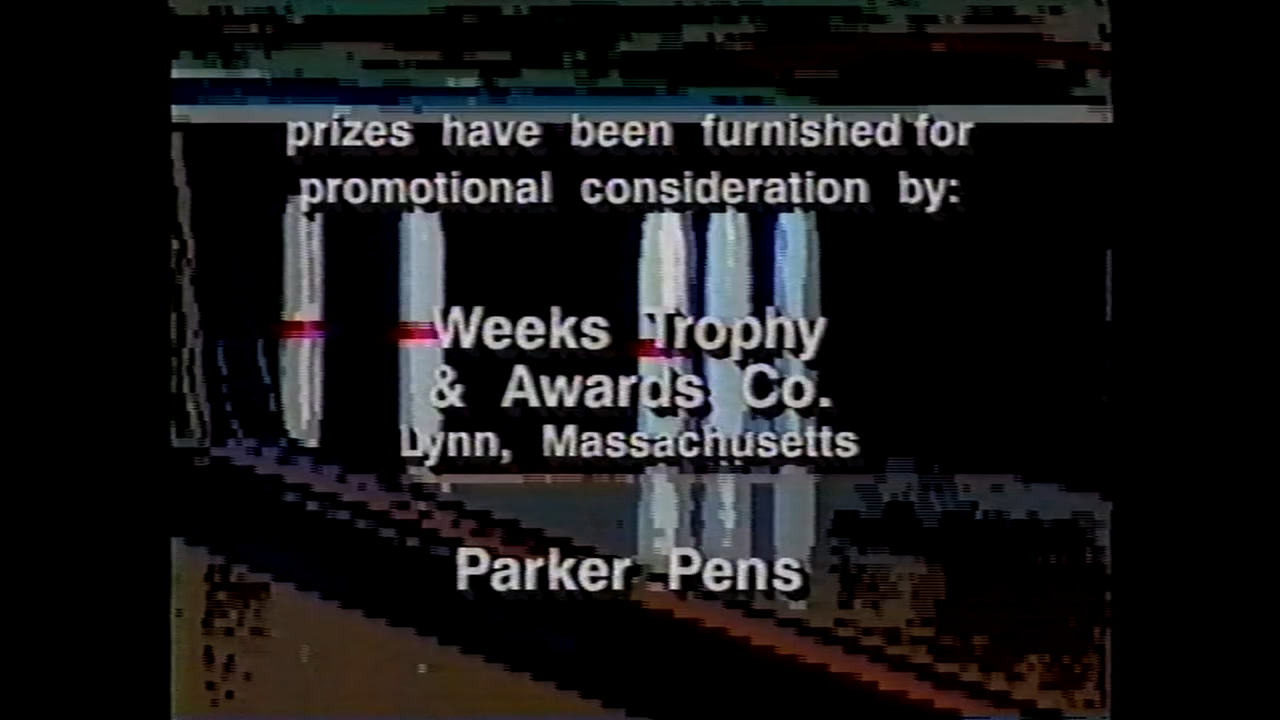 prizes have been furnished for
promotional consideration by:
Weeks Trophy
& Awards Co.
Lynn, Massachusetts
Parker Pens